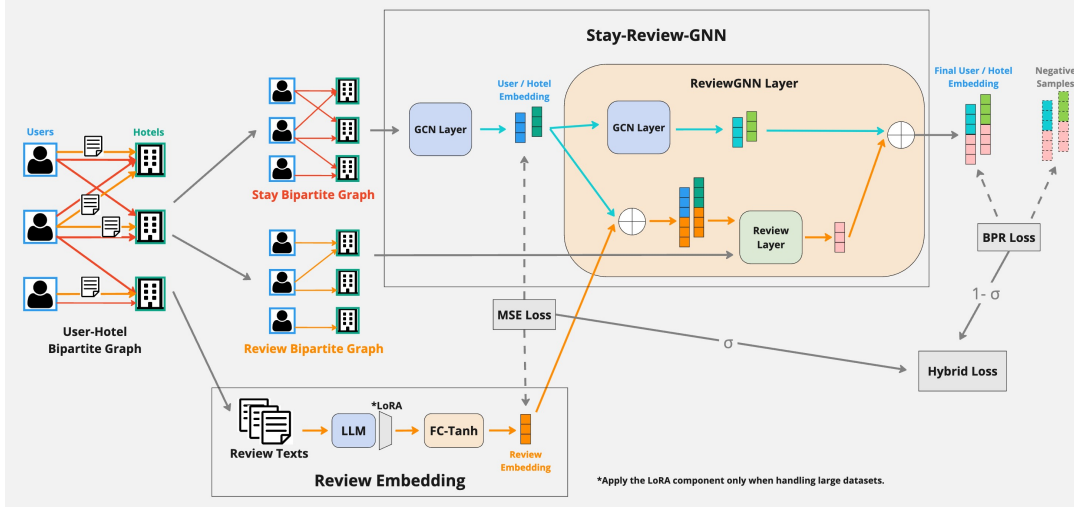 Stay-Review-GNN
ReviewGNN Layer
Users
Hotels
User-Hotel
Bipartite Graph
Stay Bipartite Graph
Review Bipartite Graph
GCN Layer
User / Hotel
Embedding
GCN Layer
Review
Layer
Final User / Hotel
Embedding
Negative
Samples
BPR Loss
1- σ
MSE Loss
σ
Hybrid Loss
Review Texts
LLM
*LoRA
FC-Tanh
Review
Embedding
Review Embedding
*Apply the LoRA component only when handling large datasets.